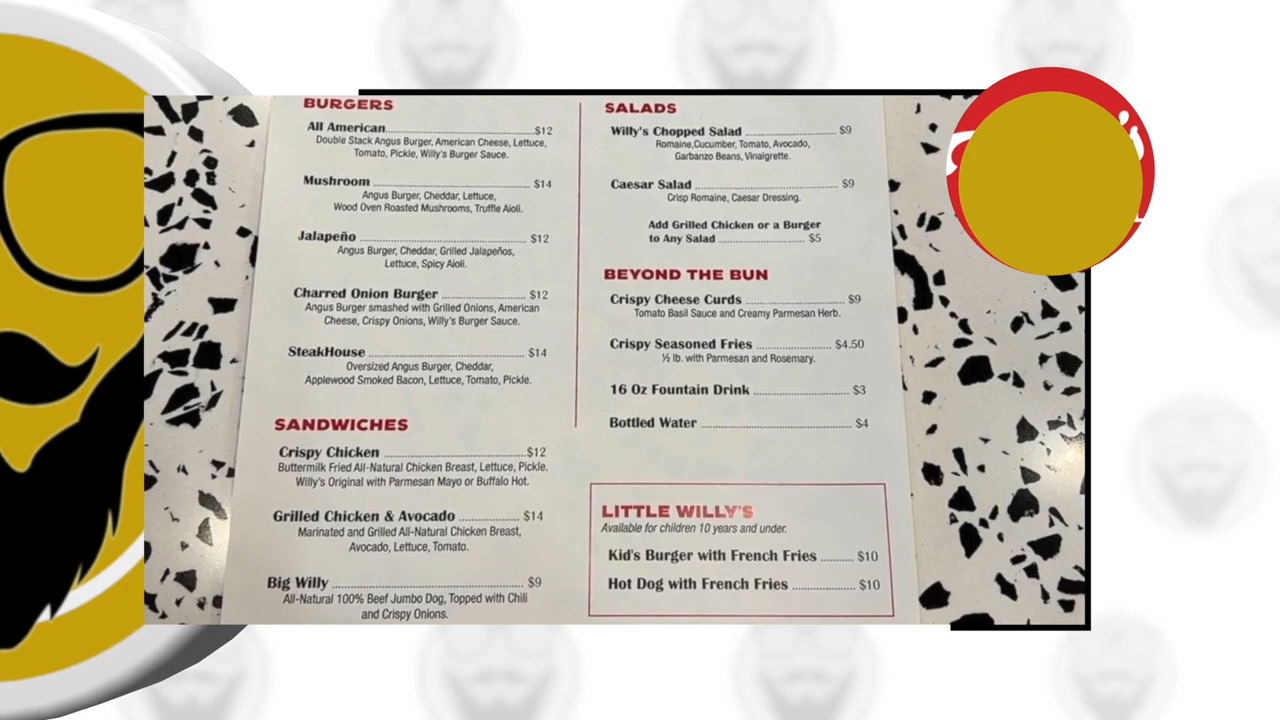 BURGERS
All American $12
Double Stack Angus Burger, American Cheese, Lettuce,
Tomato, Pickle, Willy's Burger Sauce.
Mushroom $14
Angus Burger, Cheddar, Lettuce,
Wood Oven Roasted Mushrooms, Truffle Aioli.
Jalapeño $12
Angus Burger, Cheddar, Grilled Jalapeños,
Lettuce, Spicy Aioli.
Charred Onion Burger $12
Angus Burger smashed with Grilled Onions, American
Cheese, Crispy Onions, Willy's Burger Sauce.
SteakHouse $14
Oversized Angus Burger, Cheddar,
Applewood Smoked Bacon, Lettuce, Tomato, Pickle.
SANDWICHES
Crispy Chicken $12
Buttermilk Fried All-Natural Chicken Breast, Lettuce, Pickle.
Willy's Original with Parmesan Mayo or Buffalo Hot.
Grilled Chicken & Avocado $14
Marinated and Grilled All-Natural Chicken Breast,
Avocado, Lettuce, Tomato.
Big Willy $9
All-Natural 100% Beef Jumbo Dog, Topped with Chili
and Crispy Onions.
SALADS
Willy's Chopped Salad $9
Romaine,Cucumber, Tomato, Avocado,
Garbanzo Beans, Vinaigrette.
Caesar Salad $9
Crisp Romaine, Caesar Dressing.
Add Grilled Chicken or a Burger
to Any Salad $5
BEYOND THE BUN
Crispy Cheese Curds $9
Tomato Basil Sauce and Creamy Parmesan Herb.
Crispy Seasoned Fries $4.50
½ lb. with Parmesan and Rosemary.
16 Oz Fountain Drink $3
Bottled Water $4
LITTLE WILLY'S
Available for children 10 years and under.
Kid's Burger with French Fries $10
Hot Dog with French Fries $10